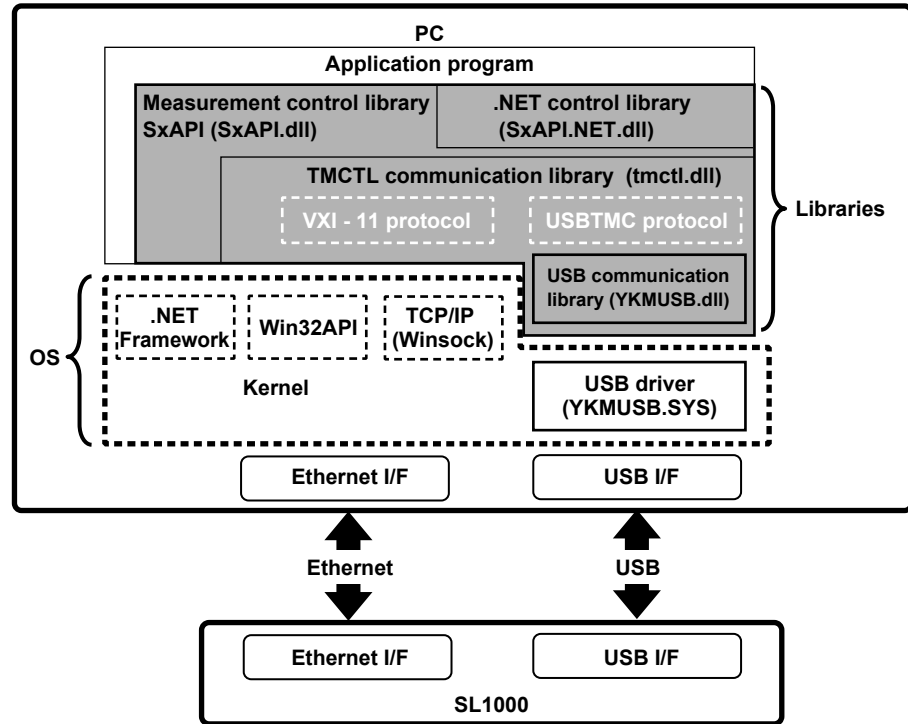 PC
Application program
Measurement control library
SxAPI (SxAPI.dll)
.NET control library
(SxAPI.NET.dll)
TMCTL communication library (tmctl.dll)
VXI - 11 protocol
USBTMC protocol
Libraries
USB communication
library (YKMUSB.dll)
OS
.NET
Framework
Win32API
TCP/IP
(Winsock)
Kernel
USB driver
(YKMUSB.SYS)
Ethernet I/F
USB I/F
Ethernet
USB
Ethernet I/F
USB I/F
SL1000